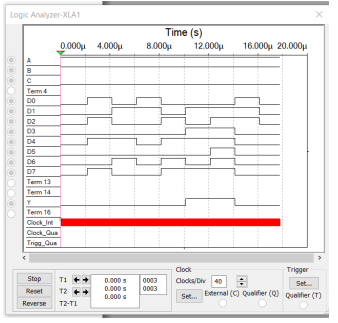 Logic Analyzer-XLA1
Time (s)
0.000µ 4.000µ 8.000µ 12.000µ 16.000µ 20.000µ
A
B
C
Term 4
D0
D1
D2
D3
D4
D5
D6
D7
Term 13
Term 14
Y
Term 16
Clock_Int
Clock_Qua
Trigg_Qua
Stop
Reset
Reverse
T1
T2
T2-T1
0.000 s
0.000 s
0.000 s
0003
0003
Clock
Clocks/Div 40
Set...
External (C)
Qualifier (Q)
Trigger
Set...
Qualifier (T)